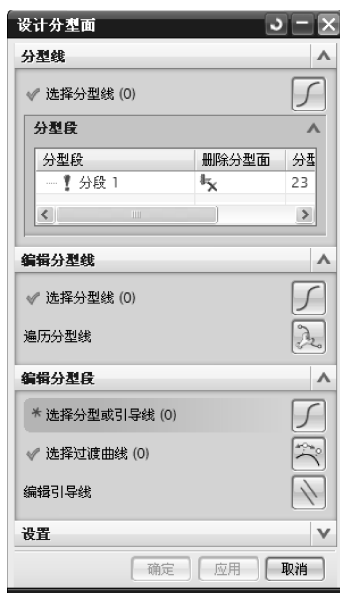 设计分型面
分型线
选择分型线 (0)
分型段
分型段 删除分型面 分型
分段 1 23
编辑分型线
选择分型线 (0)
遍历分型线
编辑分型段
* 选择分型或引导线 (0)
选择过渡曲线 (0)
编辑引导线
设置
确定 应用 取消